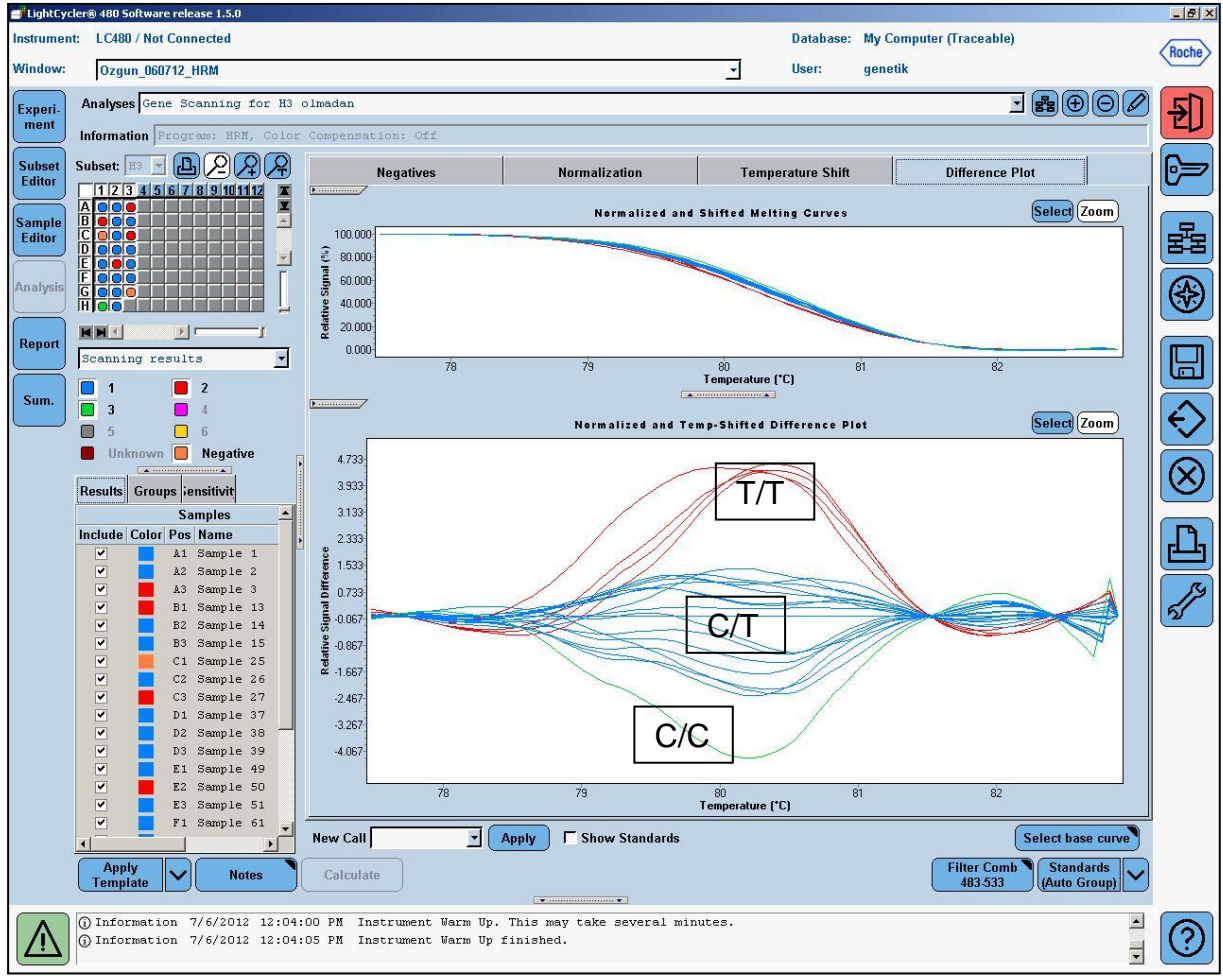 LightCycler® 480 Software release 1.5.0
Instrument: LC480 / Not Connected Database: My Computer (Traceable)
Window: Ozgun_060712_HRM User: genetik
Roche
Analyses Gene Scanning for H3 olmadan
Information Program: HRM, Color Compensation: Off
Experi-
ment
Subset
Editor
Sample
Editor
Analysis
Report
Sum.
Subset: H3
1 2 3 4 5 6 7 8 9 10 11 12
A
B
C
D
E
F
G
H
Scanning results
1 2
3 4
5 6
Unknown Negative
Results Groups Sensitivit
Samples
Include Color Pos Name
A1 Sample 1
A2 Sample 2
A3 Sample 3
B1 Sample 13
B2 Sample 14
B3 Sample 15
C1 Sample 25
C2 Sample 26
C3 Sample 27
D1 Sample 37
D2 Sample 38
D3 Sample 39
E1 Sample 49
E2 Sample 50
E3 Sample 51
F1 Sample 61
Negatives Normalization Temperature Shift Difference Plot
Normalized and Shifted Melting Curves
Select Zoom
Relative Signal (%)
100.000
80.000
60.000
40.000
20.000
0.000
78 79 80 81 82
Temperature (°C)
Normalized and Temp-Shifted Difference Plot
Select Zoom
Relative Signal Difference
4.733
3.933
3.133
2.333
1.533
0.733
-0.067
-0.867
-1.667
-2.467
-3.267
-4.067
T/T
C/T
C/C
78 79 80 81 82
Temperature (°C)
New Call Apply Show Standards Select base curve
Apply
Template
Notes
Calculate
Filter Comb
483-533
Standards
(Auto Group)
Information 7/6/2012 12:04:00 PM Instrument Warm Up. This may take several minutes.
Information 7/6/2012 12:04:05 PM Instrument Warm Up finished.